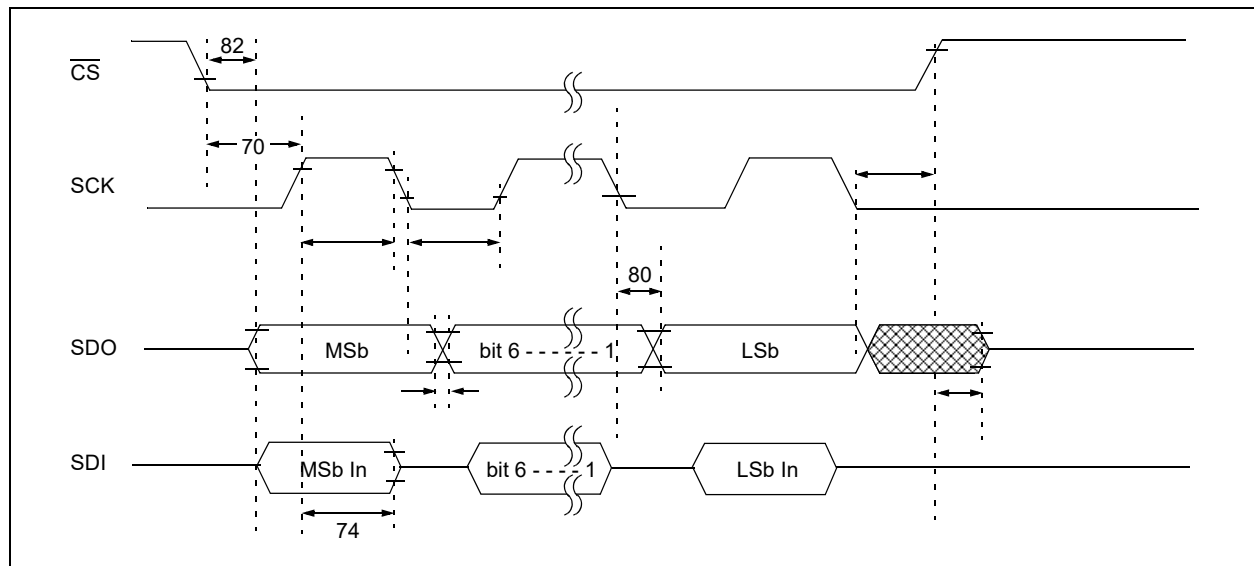 82
CS
70
SCK
80
SDO
MSb
bit 6 - - - - - - 1
LSb
SDI
MSb In
bit 6 - - - - - 1
LSb In
74